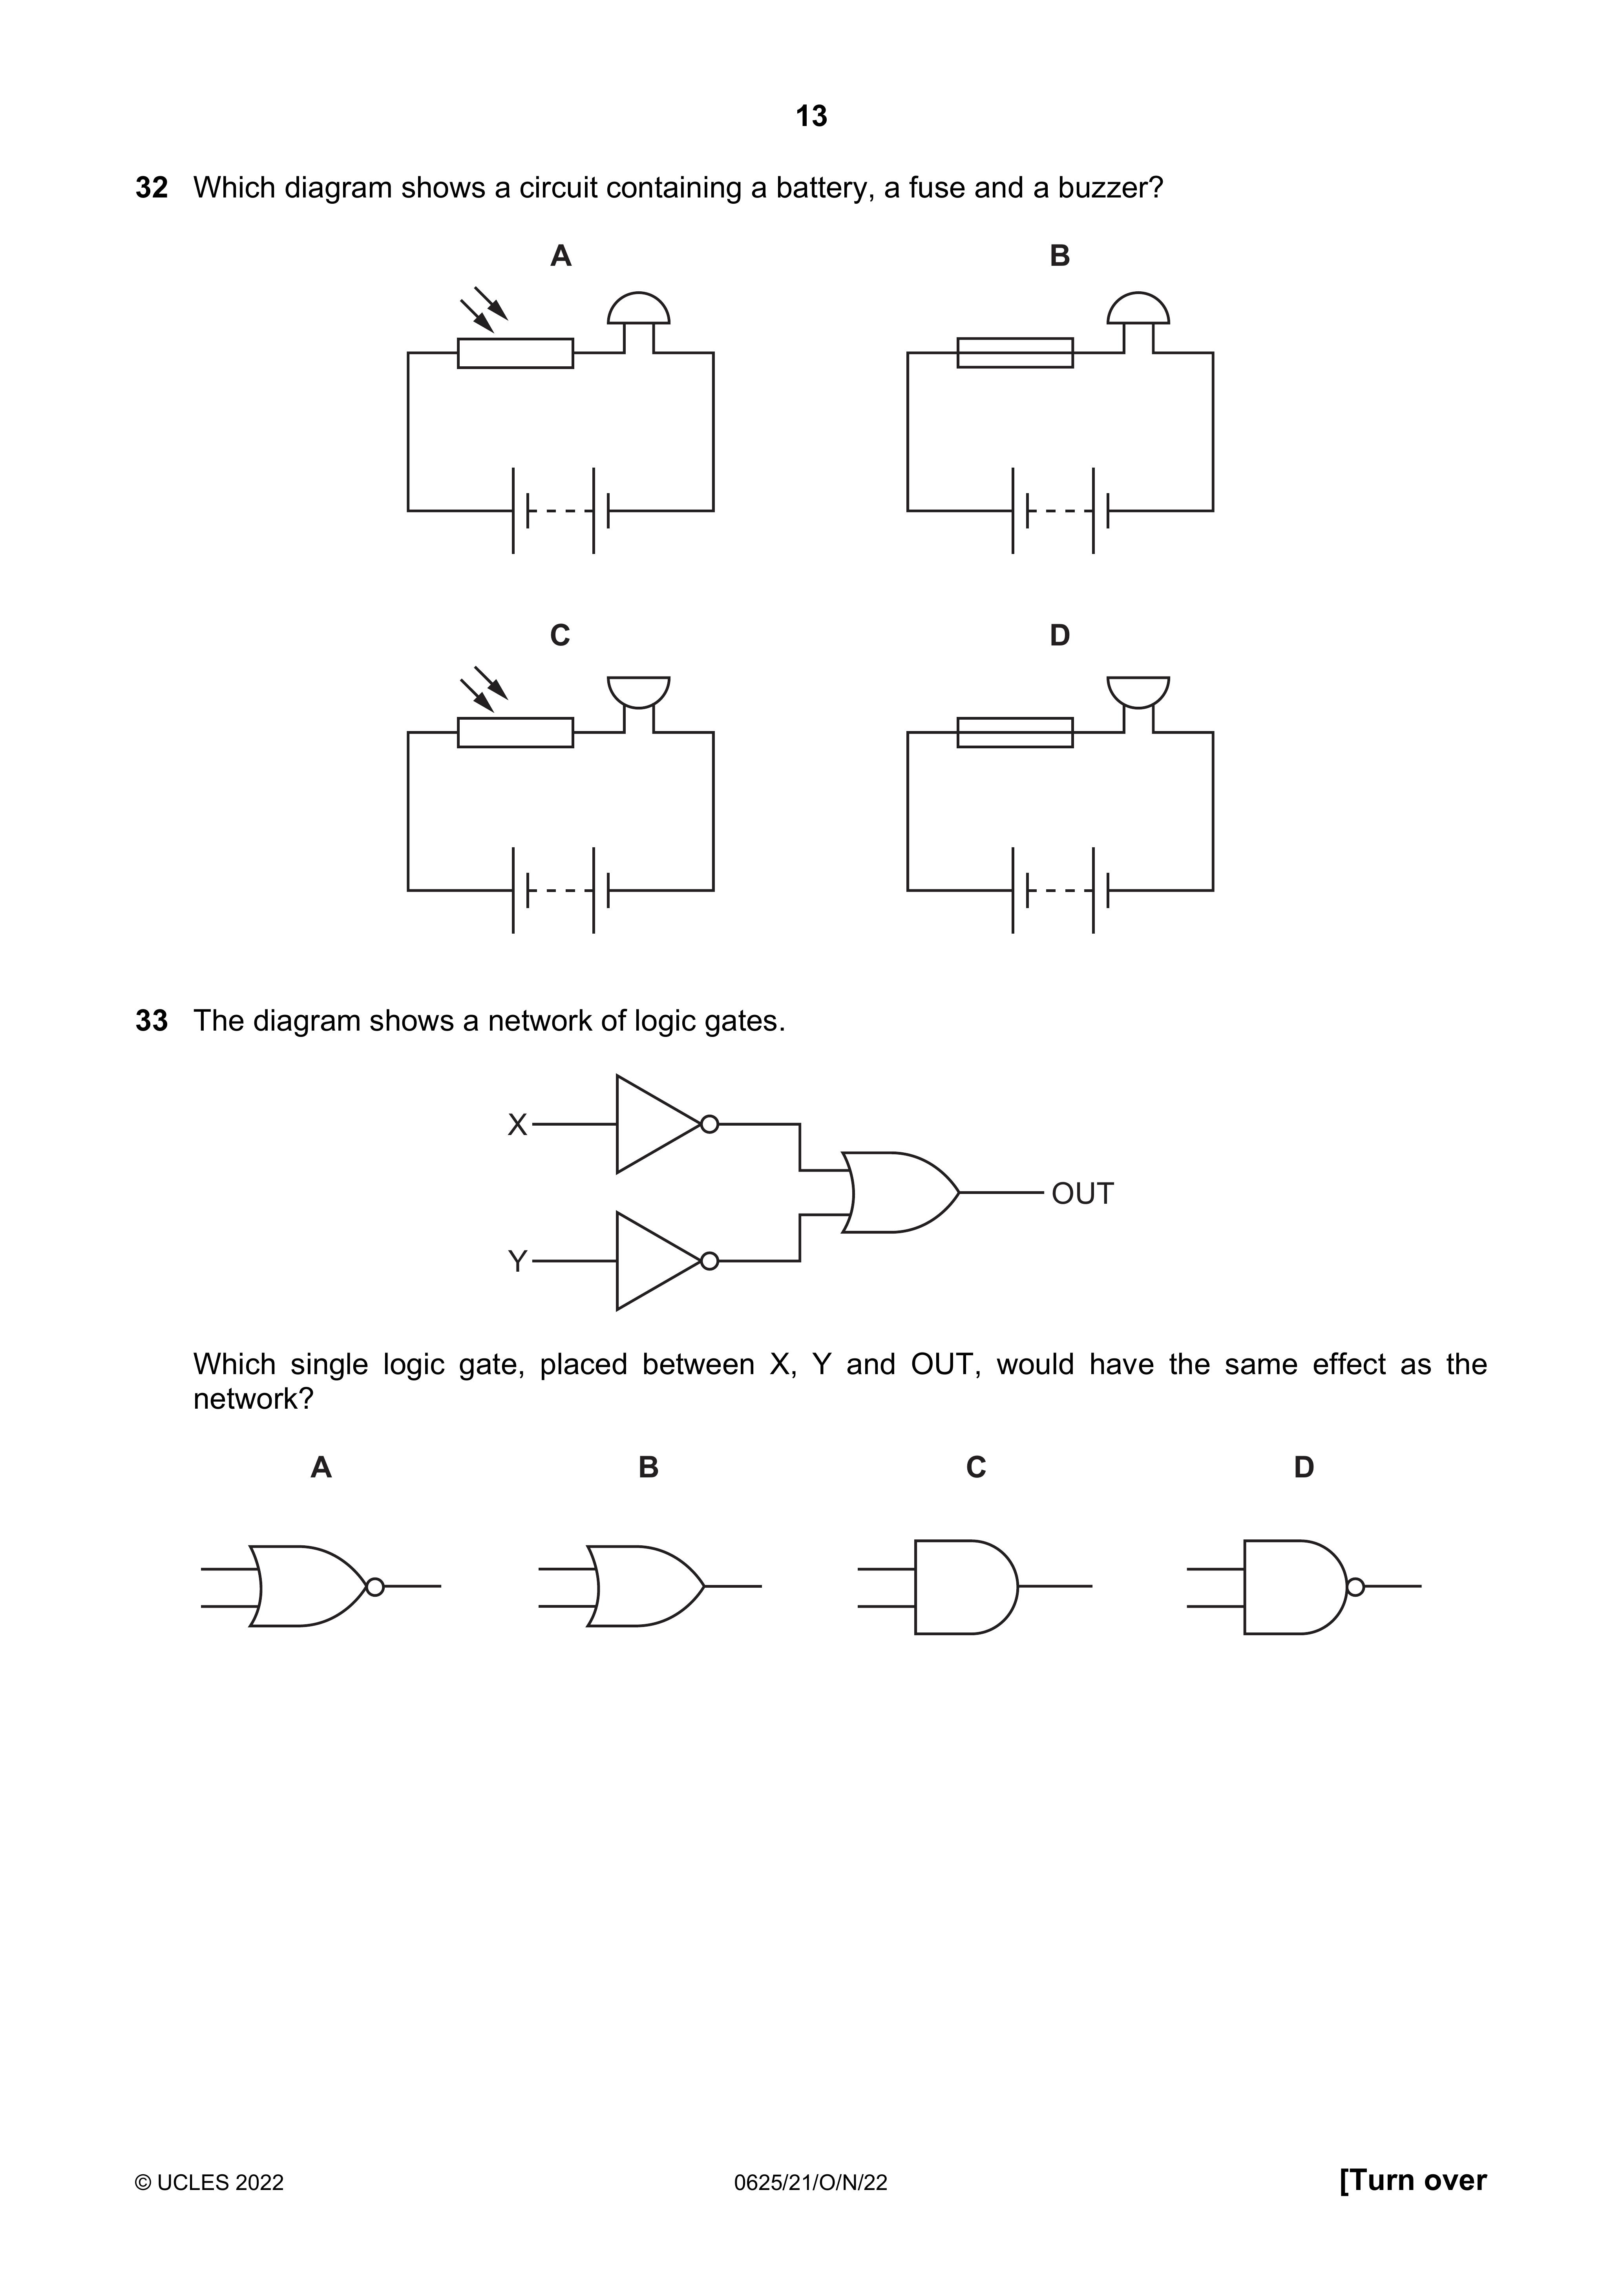 13
32 Which diagram shows a circuit containing a battery, a fuse and a buzzer?
A B
C D
33 The diagram shows a network of logic gates.
X
OUT
Y
Which single logic gate, placed between X, Y and OUT, would have the same effect as the
network?
A B C D
© UCLES 2022 0625/21/O/N/22 [Turn over